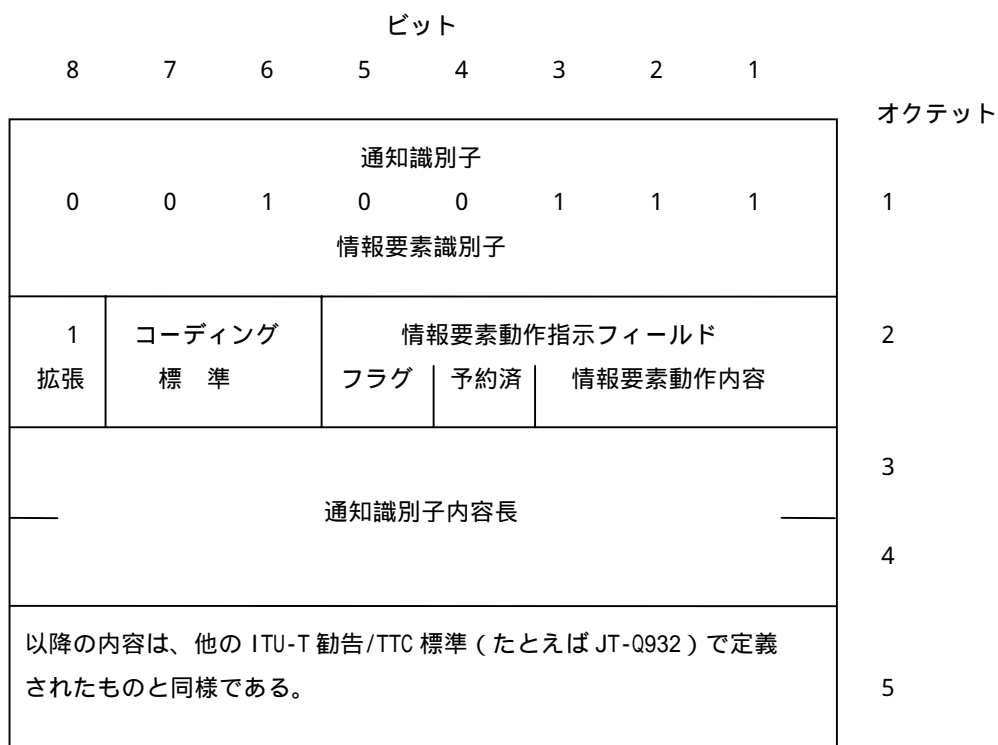 ビット
8 7 6 5 4 3 2 1
オクテット
通知識別子
0 0 1 0 0 1 1 1 1
情報要素識別子
1 コーディング 情報要素動作指示フィールド 2
拡張 標 準 フラグ 予約済 情報要素動作内容
3
通知識別子内容長
4
以降の内容は、他の ITU-T 勧告/TTC 標準（たとえば JT-Q932）で定義
されたものと同様である。
5